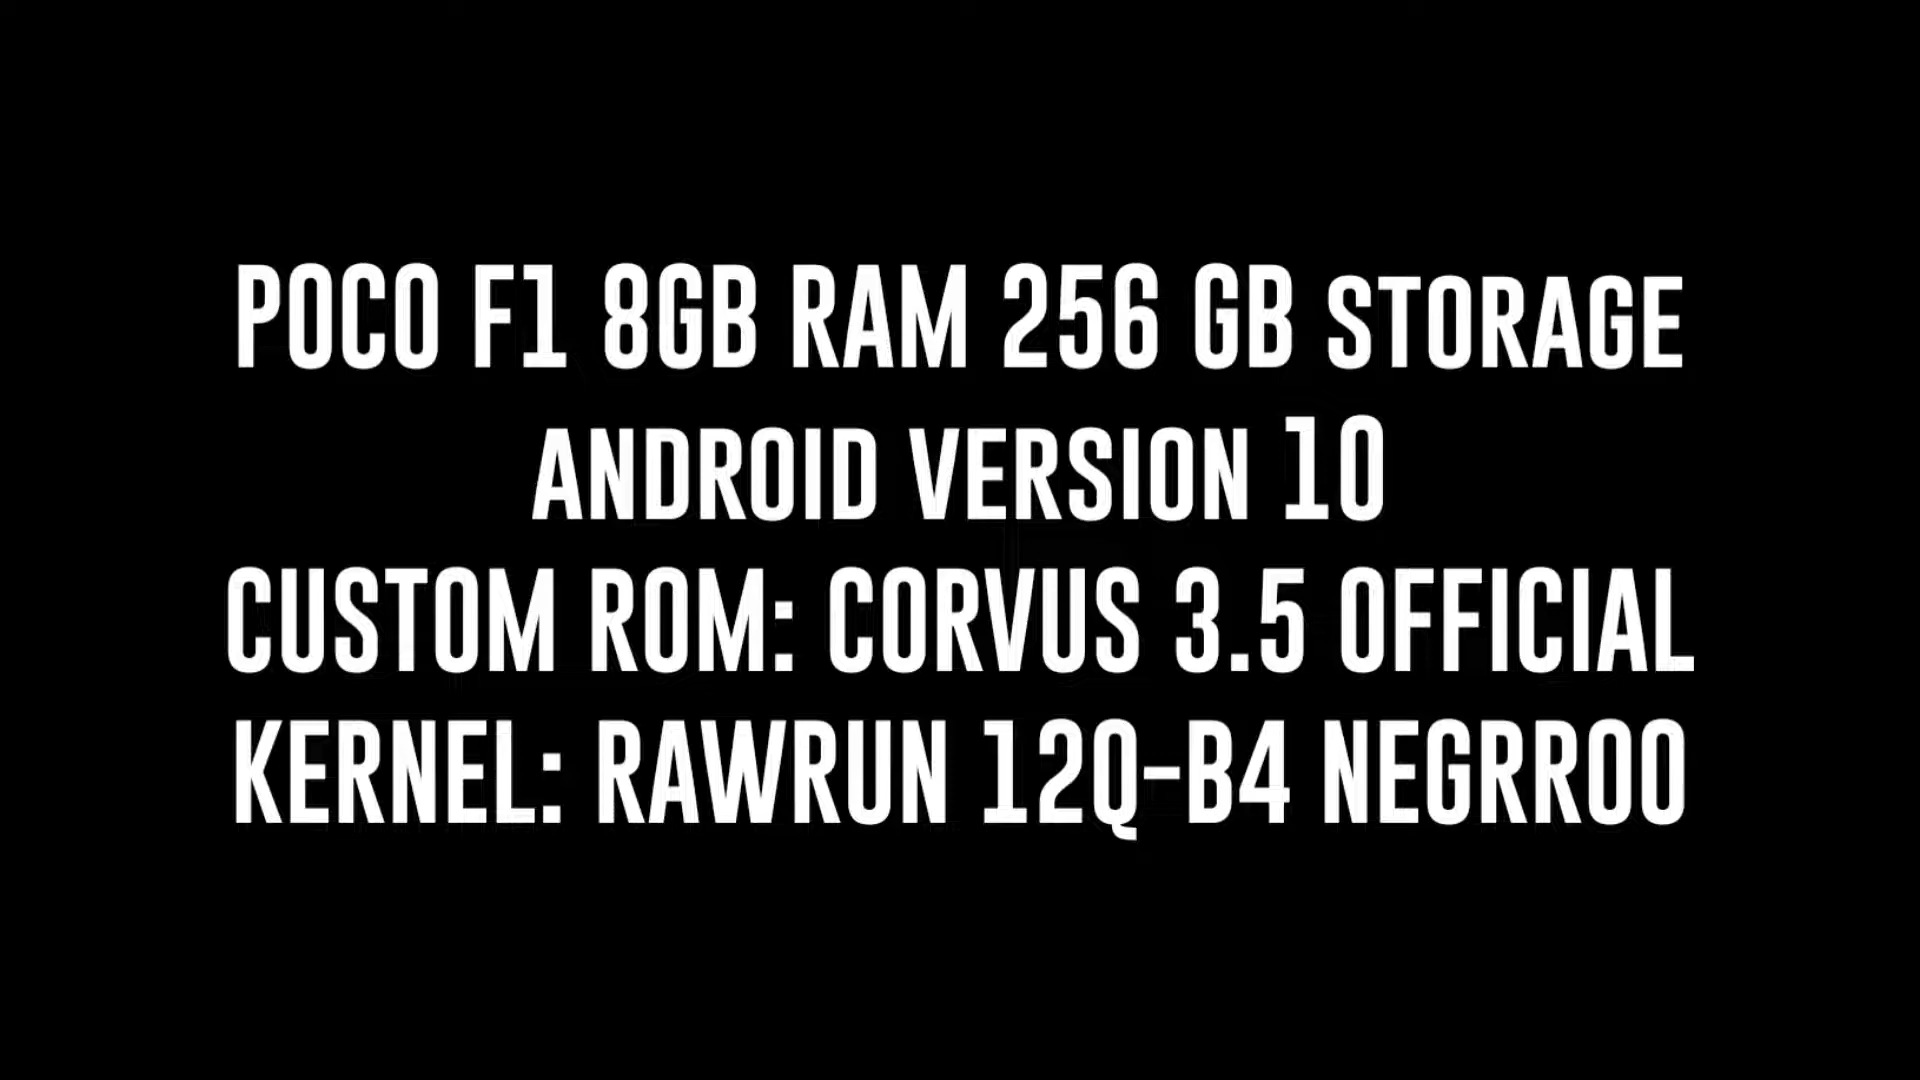 POCO F1 8GB RAM 256 GB STORAGE
ANDROID VERSION 10
CUSTOM ROM: CORVUS 3.5 OFFICIAL
KERNEL: RAWRUN 12Q-B4 NEGRROO